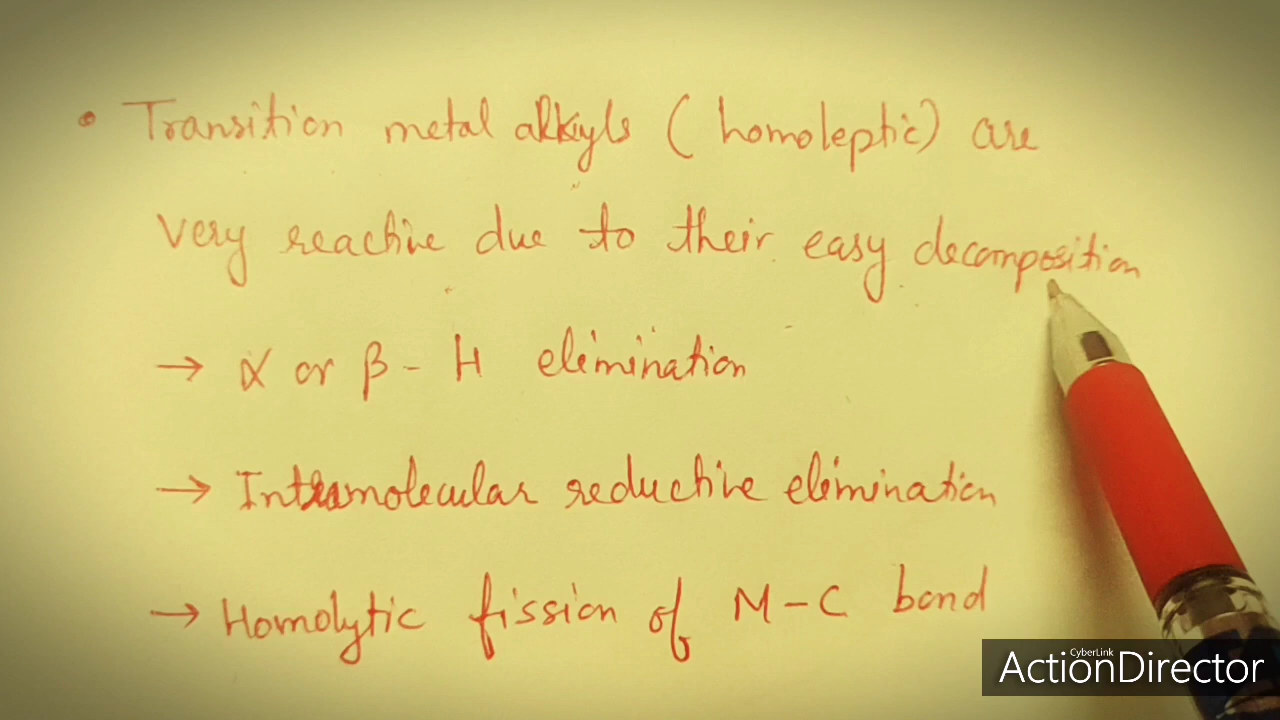 • Transition metal alkyls (homoleptic) are
very reactive due to their easy decomposition
→ α or β - H elimination
→ Intramolecular reductive elimination
→ Homolytic fission of M-C bond
CyberLink
ActionDirector